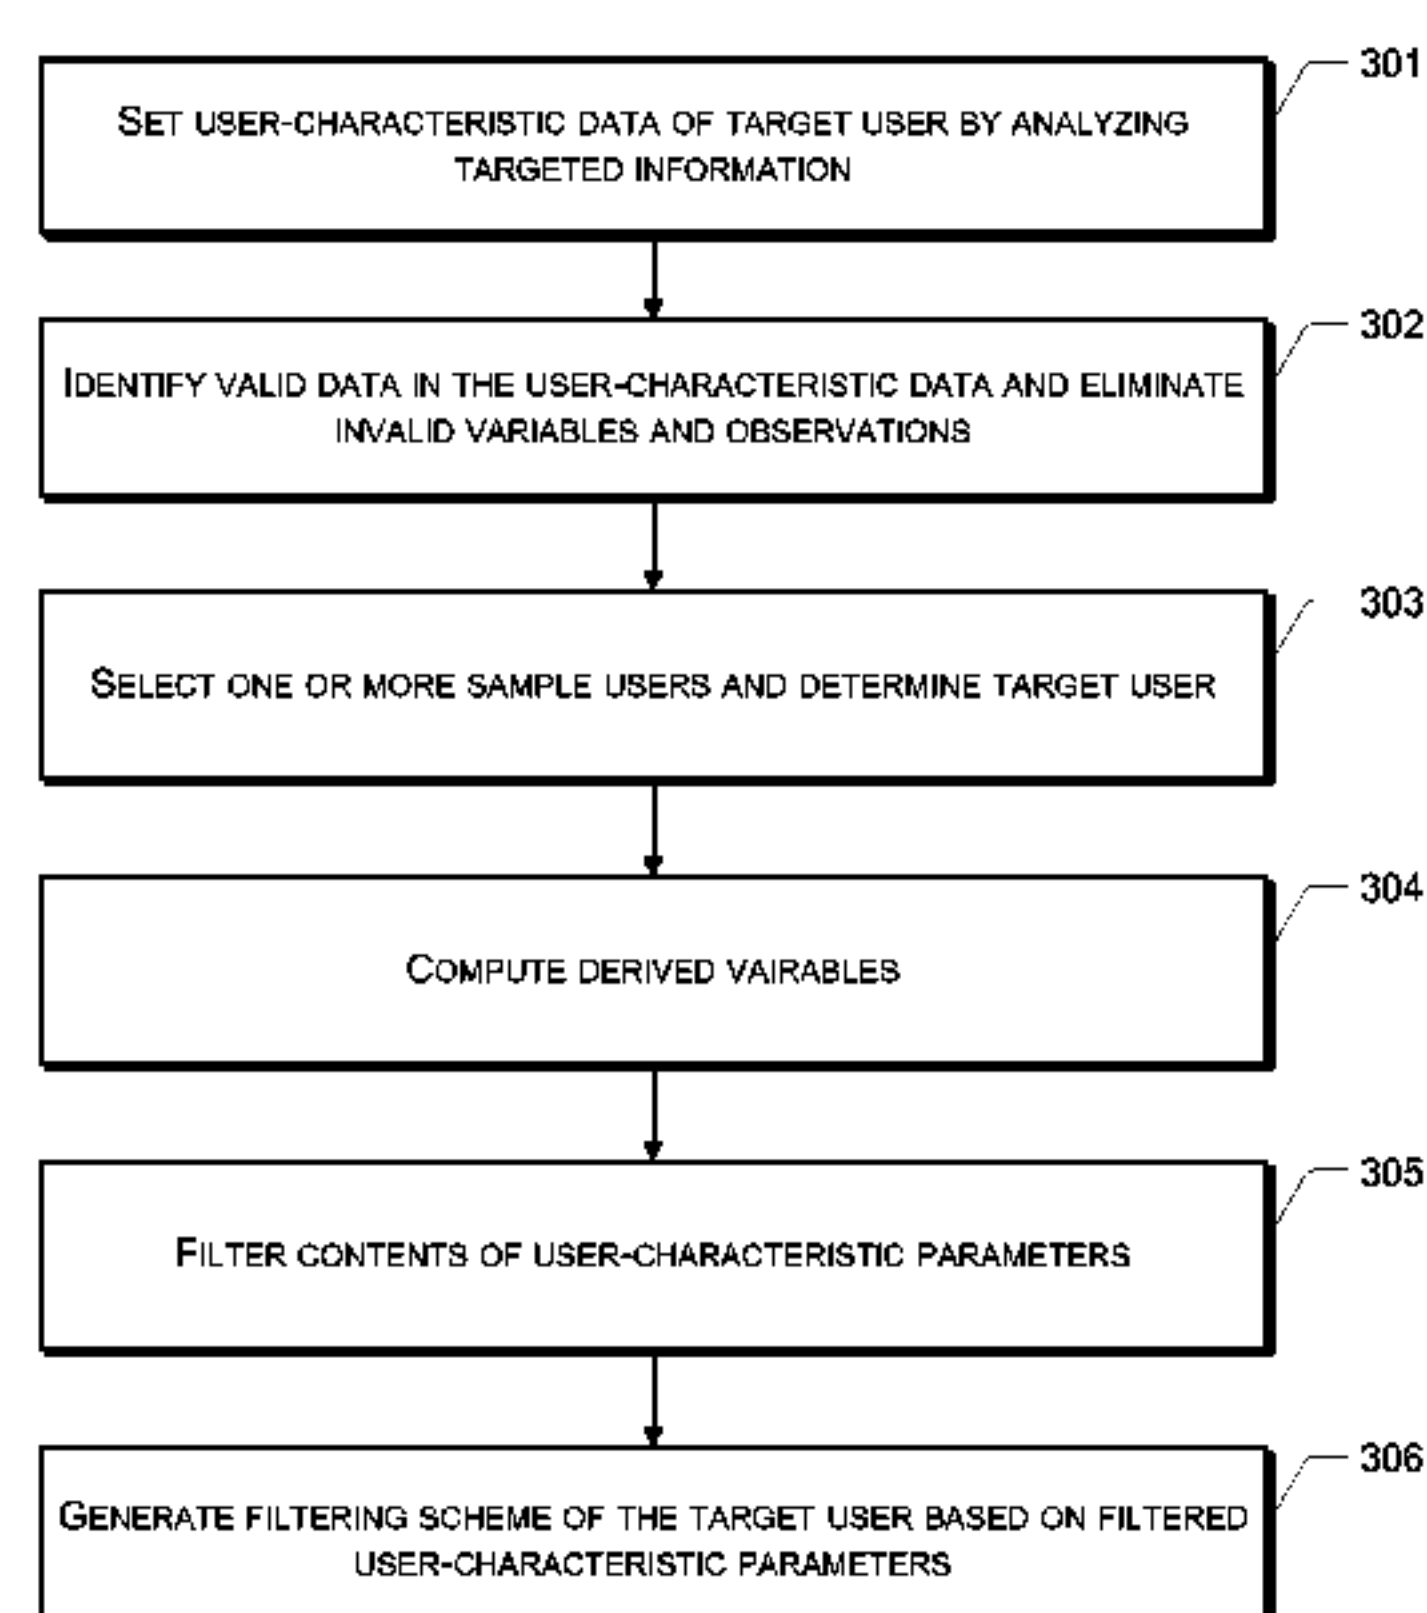 301
SET USER-CHARACTERISTIC DATA OF TARGET USER BY ANALYZING
TARGETED INFORMATION
302
IDENTIFY VALID DATA IN THE USER-CHARACTERISTIC DATA AND ELIMINATE
INVALID VARIABLES AND OBSERVATIONS
303
SELECT ONE OR MORE SAMPLE USERS AND DETERMINE TARGET USER
304
COMPUTE DERIVED VAIRABLES
305
FILTER CONTENTS OF USER-CHARACTERISTIC PARAMETERS
306
GENERATE FILTERING SCHEME OF THE TARGET USER BASED ON FILTERED
USER-CHARACTERISTIC PARAMETERS